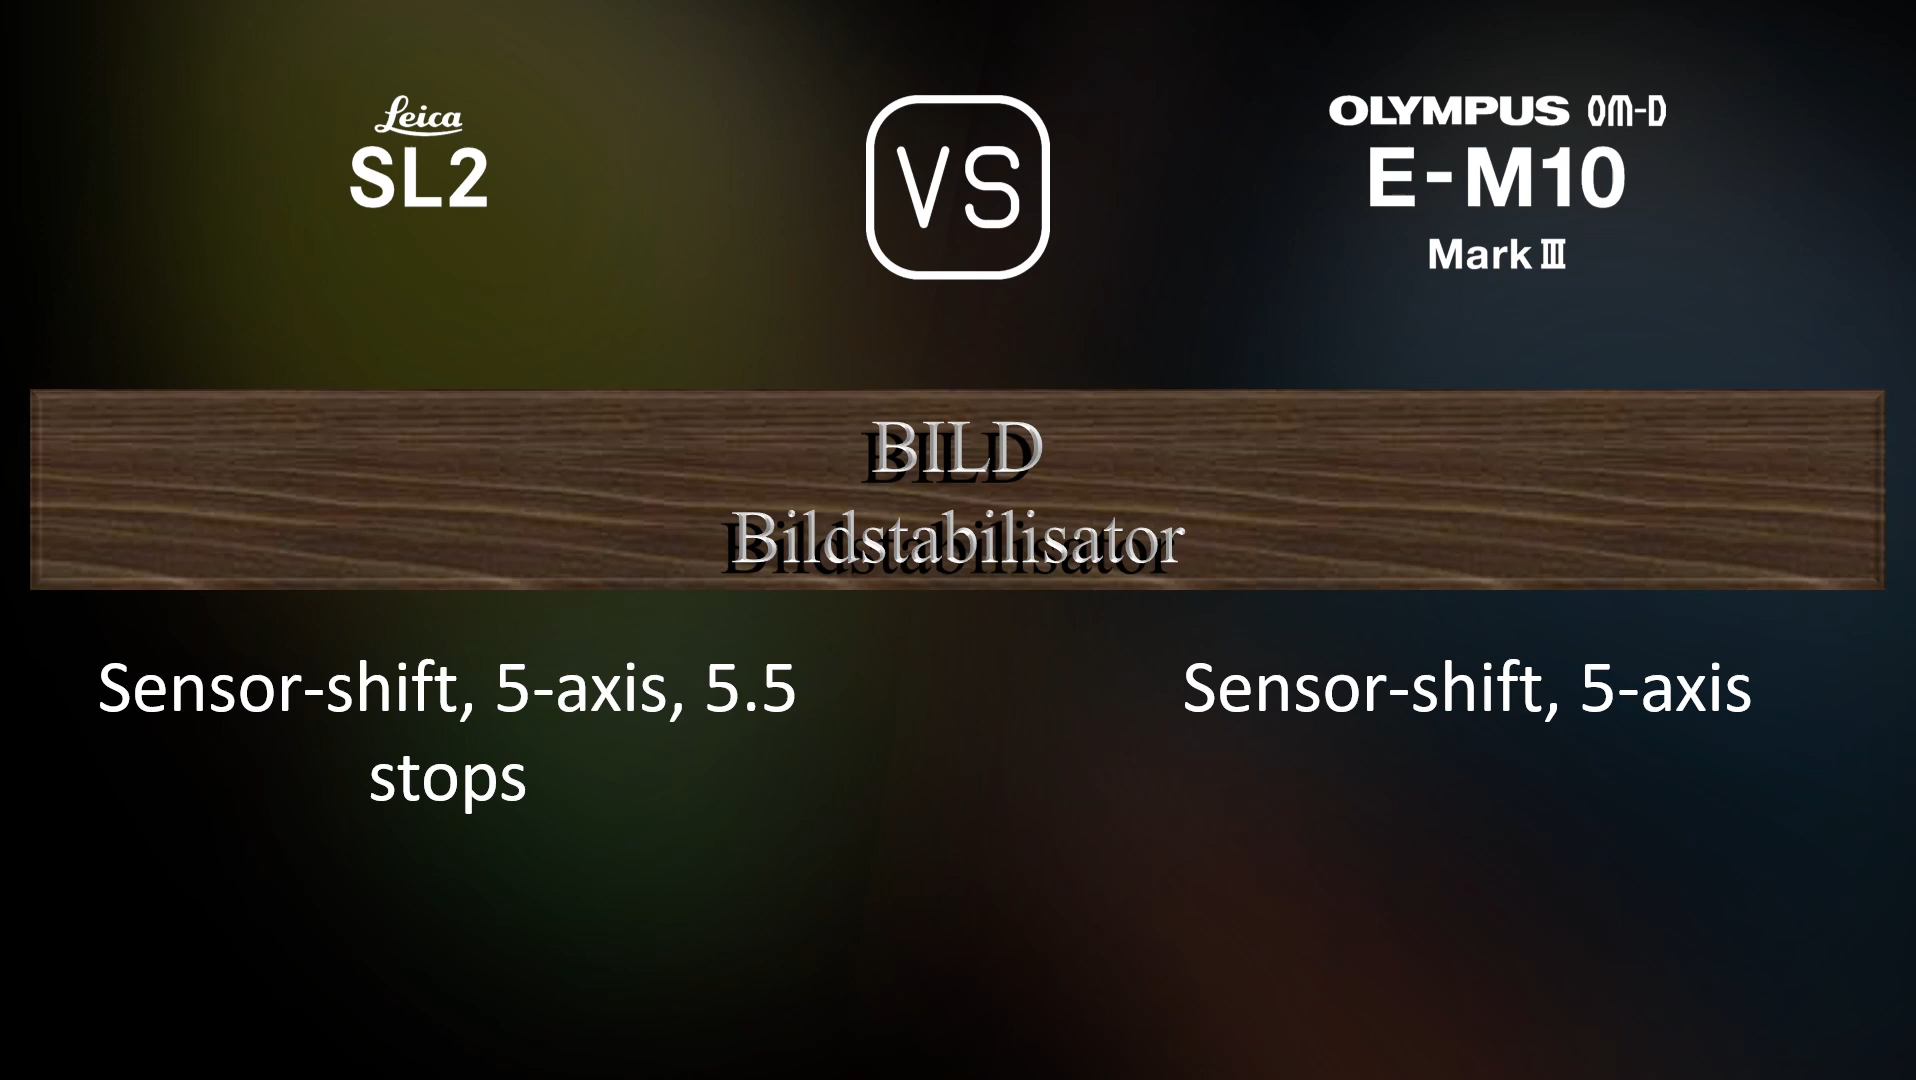 Leica
SL2
VS
OLYMPUS OM-D
E-M10
Mark III
BILD
Bildstabilisator
Sensor-shift, 5-axis, 5.5
stops
Sensor-shift, 5-axis